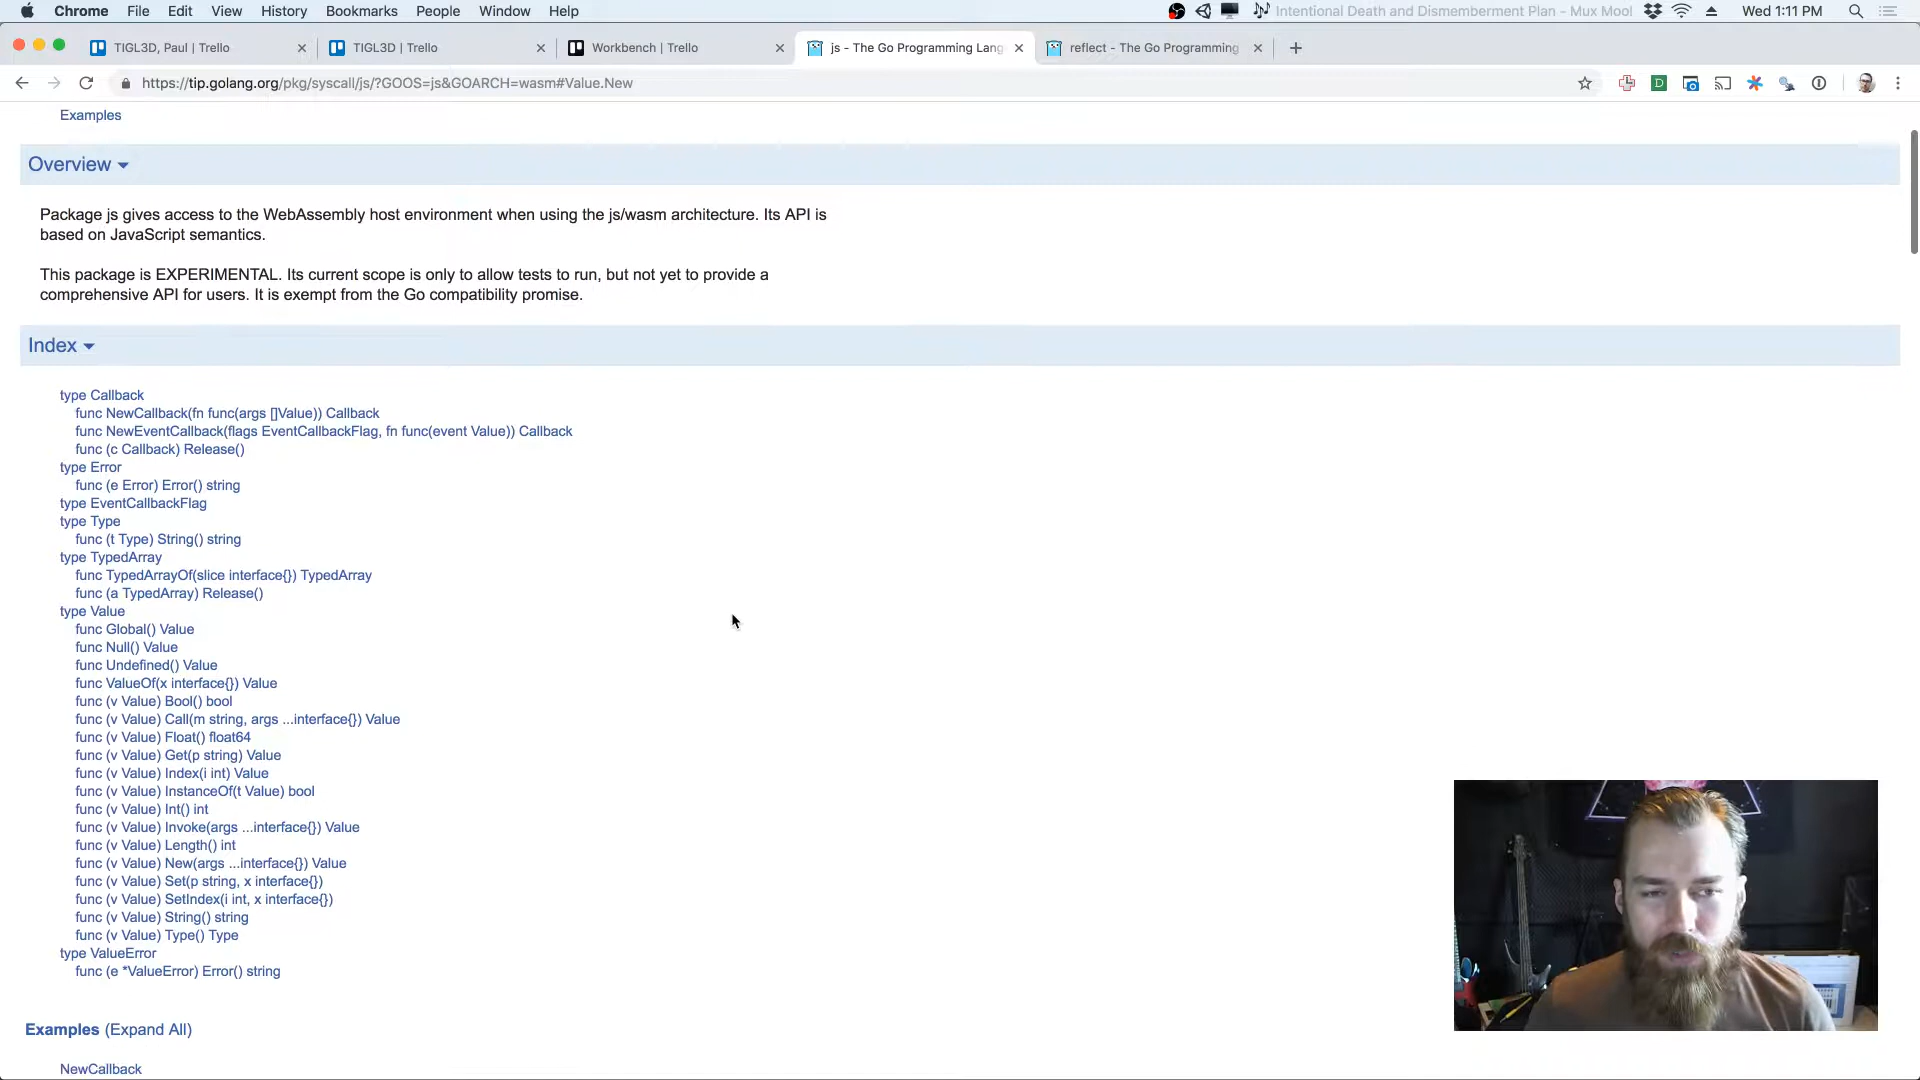 Chrome File Edit View History Bookmarks People Window Help Intentional Death and Dismemberment Plan - Mux Mool Wed 1:11 PM
TIGL3D, Paul | Trello TIGL3D | Trello Workbench | Trello js - The Go Programming Lang reflect - The Go Programming
https://tip.golang.org/pkg/syscall/js/?GOOS=js&GOARCH=wasm#Value.New
Examples
Overview
Package js gives access to the WebAssembly host environment when using the js/wasm architecture. Its API is
based on JavaScript semantics.
This package is EXPERIMENTAL. Its current scope is only to allow tests to run, but not yet to provide a
comprehensive API for users. It is exempt from the Go compatibility promise.
Index
type Callback
func NewCallback(fn func(args []Value)) Callback
func NewEventCallback(flags EventCallbackFlag, fn func(event Value)) Callback
func (c Callback) Release()
type Error
func (e Error) Error() string
type EventCallbackFlag
type Type
func (t Type) String() string
type TypedArray
func TypedArrayOf(slice interface{}) TypedArray
func (a TypedArray) Release()
type Value
func Global() Value
func Null() Value
func Undefined() Value
func ValueOf(x interface{}) Value
func (v Value) Bool() bool
func (v Value) Call(m string, args ...interface{}) Value
func (v Value) Float() float64
func (v Value) Get(p string) Value
func (v Value) Index(i int) Value
func (v Value) InstanceOf(t Value) bool
func (v Value) Int() int
func (v Value) Invoke(args ...interface{}) Value
func (v Value) Length() int
func (v Value) New(args ...interface{}) Value
func (v Value) Set(p string, x interface{})
func (v Value) SetIndex(i int, x interface{})
func (v Value) String() string
func (v Value) Type() Type
type ValueError
func (e *ValueError) Error() string
Examples (Expand All)
NewCallback